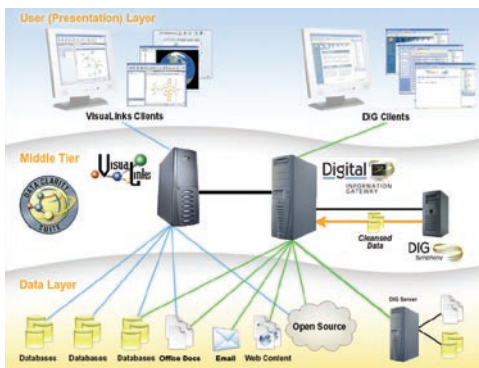 User (Presentation) Layer
VisuaLinks Clients
DIG Clients
Middle Tier
Visual
Links
DATA CLARITY
SUITE
Digital
INFORMATION
GATEWAY
Cleansed
Data
DIG
Symphony
Data Layer
Databases
Databases
Databases
Office Docs
Email
Web Content
Open Source
DIG Server